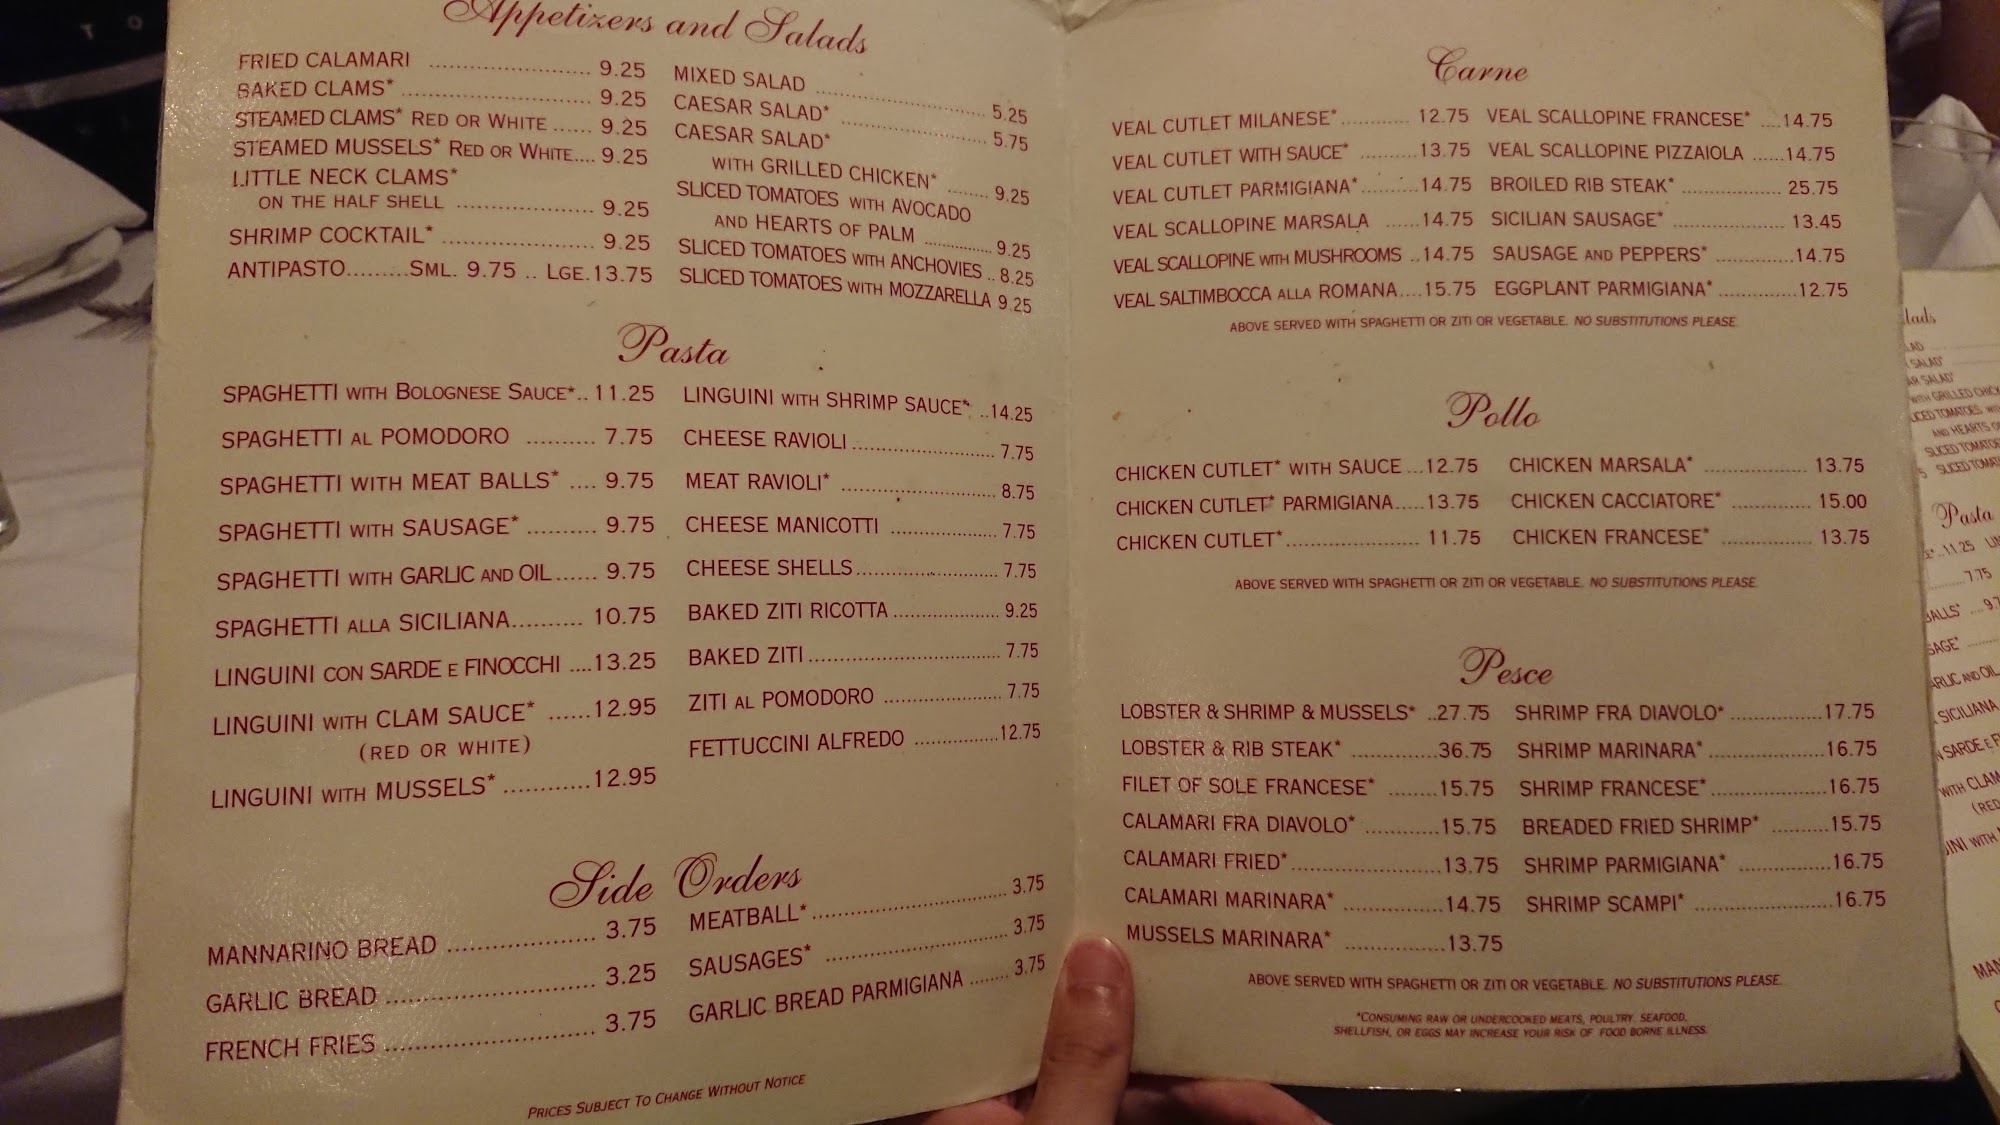 Appetizers and Salads
FRIED CALAMARI ........................ 9.25
BAKED CLAMS* ............................ 9.25
STEAMED CLAMS* RED OR WHITE ...... 9.25
STEAMED MUSSELS* RED OR WHITE.... 9.25
LITTLE NECK CLAMS*
ON THE HALF SHELL ..................... 9.25
SHRIMP COCKTAIL* ....................... 9.25
ANTIPASTO.........SML. 9.75 .. LGE.13.75
MIXED SALAD .......................... 5.25
CAESAR SALAD* ...................... 5.75
CAESAR SALAD*
WITH GRILLED CHICKEN* ........ 9.25
SLICED TOMATOES WITH AVOCADO
AND HEARTS OF PALM .............. 9.25
SLICED TOMATOES WITH ANCHOVIES .. 8.25
SLICED TOMATOES WITH MOZZARELLA 9.25
Pasta
SPAGHETTI WITH BOLOGNESE SAUCE*.. 11.25
SPAGHETTI AL POMODORO .......... 7.75
SPAGHETTI WITH MEAT BALLS* .... 9.75
SPAGHETTI WITH SAUSAGE* .......... 9.75
SPAGHETTI WITH GARLIC AND OIL...... 9.75
SPAGHETTI ALLA SICILIANA.......... 10.75
LINGUINI CON SARDE E FINOCCHI ....13.25
LINGUINI WITH CLAM SAUCE* ......12.95
(RED OR WHITE)
LINGUINI WITH MUSSELS* ............12.95
LINGUINI WITH SHRIMP SAUCE* ..14.25
CHEESE RAVIOLI ...................... 7.75
MEAT RAVIOLI* ........................ 8.75
CHEESE MANICOTTI ................ 7.75
CHEESE SHELLS...................... 7.75
BAKED ZITI RICOTTA ................ 9.25
BAKED ZITI ............................ 7.75
ZITI AL POMODORO .................. 7.75
FETTUCCINI ALFREDO ............12.75
Side Orders
MANNARINO BREAD .................... 3.75
GARLIC BREAD ............................ 3.25
FRENCH FRIES ............................ 3.75
MEATBALL* ............................ 3.75
SAUSAGES* .......................... 3.75
GARLIC BREAD PARMIGIANA ....... 3.75
PRICES SUBJECT TO CHANGE WITHOUT NOTICE
Carne
VEAL CUTLET MILANESE* ............ 12.75
VEAL CUTLET WITH SAUCE* ..........13.75
VEAL CUTLET PARMIGIANA*..........14.75
VEAL SCALLOPINE MARSALA ......14.75
VEAL SCALLOPINE WITH MUSHROOMS ..14.75
VEAL SALTIMBOCCA ALLA ROMANA....15.75
VEAL SCALLOPINE FRANCESE* ....14.75
VEAL SCALLOPINE PIZZAIOLA ......14.75
BROILED RIB STEAK* ............... 25.75
SICILIAN SAUSAGE* .................. 13.45
SAUSAGE AND PEPPERS* ..............14.75
EGGPLANT PARMIGIANA* ..............12.75
ABOVE SERVED WITH SPAGHETTI OR ZITI OR VEGETABLE. NO SUBSTITUTIONS PLEASE.
Pollo
CHICKEN CUTLET* WITH SAUCE ...12.75
CHICKEN CUTLET* PARMIGIANA.....13.75
CHICKEN CUTLET*..................... 11.75
CHICKEN MARSALA* ................ 13.75
CHICKEN CACCIATORE* ............. 15.00
CHICKEN FRANCESE* ............... 13.75
ABOVE SERVED WITH SPAGHETTI OR ZITI OR VEGETABLE. NO SUBSTITUTIONS PLEASE.
Pesce
LOBSTER & SHRIMP & MUSSELS* ..27.75
LOBSTER & RIB STEAK* .............36.75
FILET OF SOLE FRANCESE* ........15.75
CALAMARI FRA DIAVOLO* ...........15.75
CALAMARI FRIED*.......................13.75
CALAMARI MARINARA* ...............14.75
MUSSELS MARINARA* ...............13.75
SHRIMP FRA DIAVOLO* ..............17.75
SHRIMP MARINARA* ..................16.75
SHRIMP FRANCESE* ..................16.75
BREADED FRIED SHRIMP* .........15.75
SHRIMP PARMIGIANA* ..............16.75
SHRIMP SCAMPI* ......................16.75
ABOVE SERVED WITH SPAGHETTI OR ZITI OR VEGETABLE. NO SUBSTITUTIONS PLEASE.
*CONSUMING RAW OR UNDERCOOKED MEATS, POULTRY, SEAFOOD,
SHELLFISH, OR EGGS MAY INCREASE YOUR RISK OF FOOD BORNE ILLNESS.
Pasta